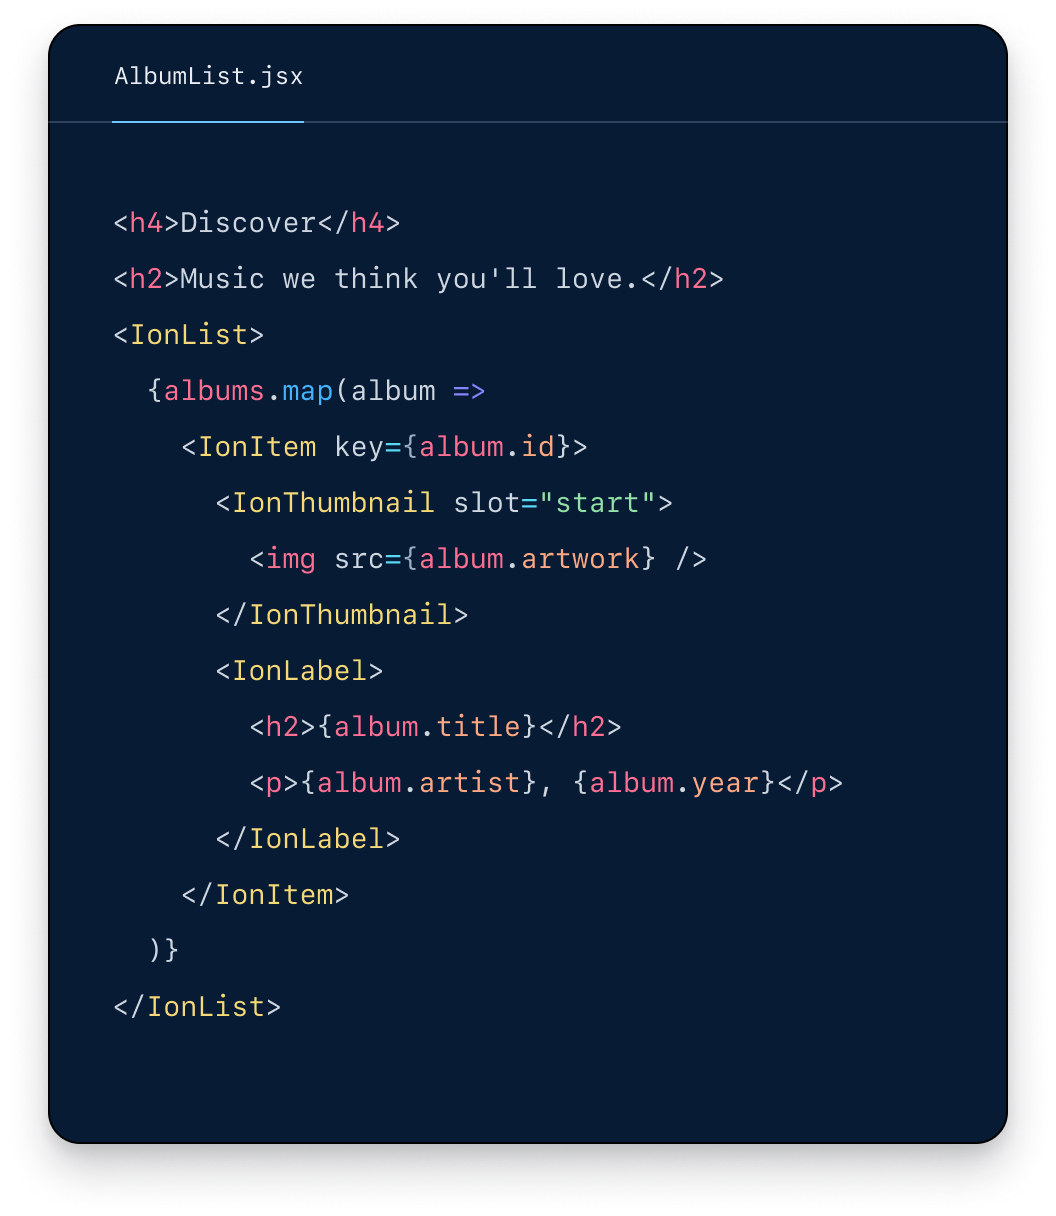 AlbumList.jsx
<h4>Discover</h4>
<h2>Music we think you'll love.</h2>
<IonList>
  {albums.map(album =>
    <IonItem key={album.id}>
      <IonThumbnail slot="start">
        <img src={album.artwork} />
      </IonThumbnail>
      <IonLabel>
        <h2>{album.title}</h2>
        <p>{album.artist}, {album.year}</p>
      </IonLabel>
    </IonItem>
  )}
</IonList>